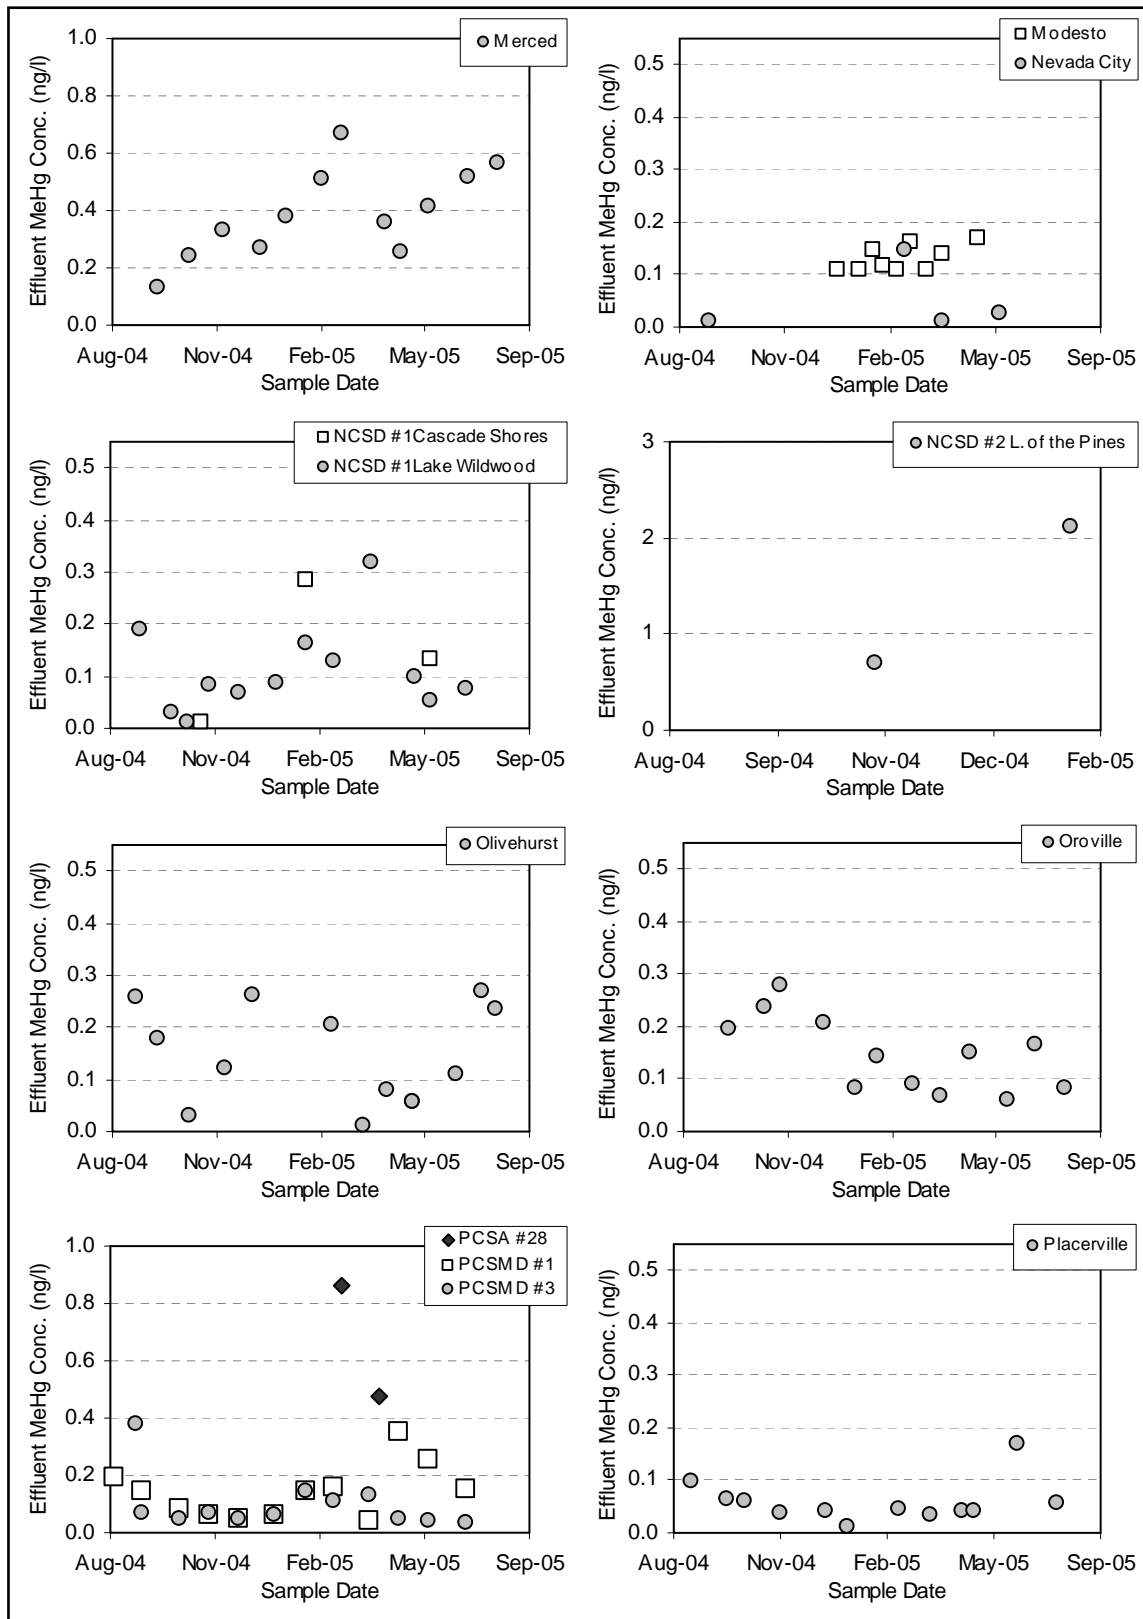 Merced
Effluent MeHg Conc. (ng/l)
1.0
0.8
0.6
0.4
0.2
0.0
Aug-04 Nov-04 Feb-05 May-05 Sep-05
Sample Date
Modesto
Nevada City
Effluent MeHg Conc. (ng/l)
0.5
0.4
0.3
0.2
0.1
0.0
Aug-04 Nov-04 Feb-05 May-05 Sep-05
Sample Date
NCSD #1Cascade Shores
NCSD #1Lake Wildwood
Effluent MeHg Conc. (ng/l)
0.5
0.4
0.3
0.2
0.1
0.0
Aug-04 Nov-04 Feb-05 May-05 Sep-05
Sample Date
NCSD #2 L. of the Pines
Effluent MeHg Conc. (ng/l)
3
2
1
0
Aug-04 Sep-04 Nov-04 Dec-04 Feb-05
Sample Date
Olivehurst
Effluent MeHg Conc. (ng/l)
0.5
0.4
0.3
0.2
0.1
0.0
Aug-04 Nov-04 Feb-05 May-05 Sep-05
Sample Date
Oroville
Effluent MeHg Conc. (ng/l)
0.5
0.4
0.3
0.2
0.1
0.0
Aug-04 Nov-04 Feb-05 May-05 Sep-05
Sample Date
PCSA #28
PCSMD #1
PCSMD #3
Effluent MeHg Conc. (ng/l)
1.0
0.8
0.6
0.4
0.2
0.0
Aug-04 Nov-04 Feb-05 May-05 Sep-05
Sample Date
Placerville
Effluent MeHg Conc. (ng/l)
0.5
0.4
0.3
0.2
0.1
0.0
Aug-04 Nov-04 Feb-05 May-05 Sep-05
Sample Date